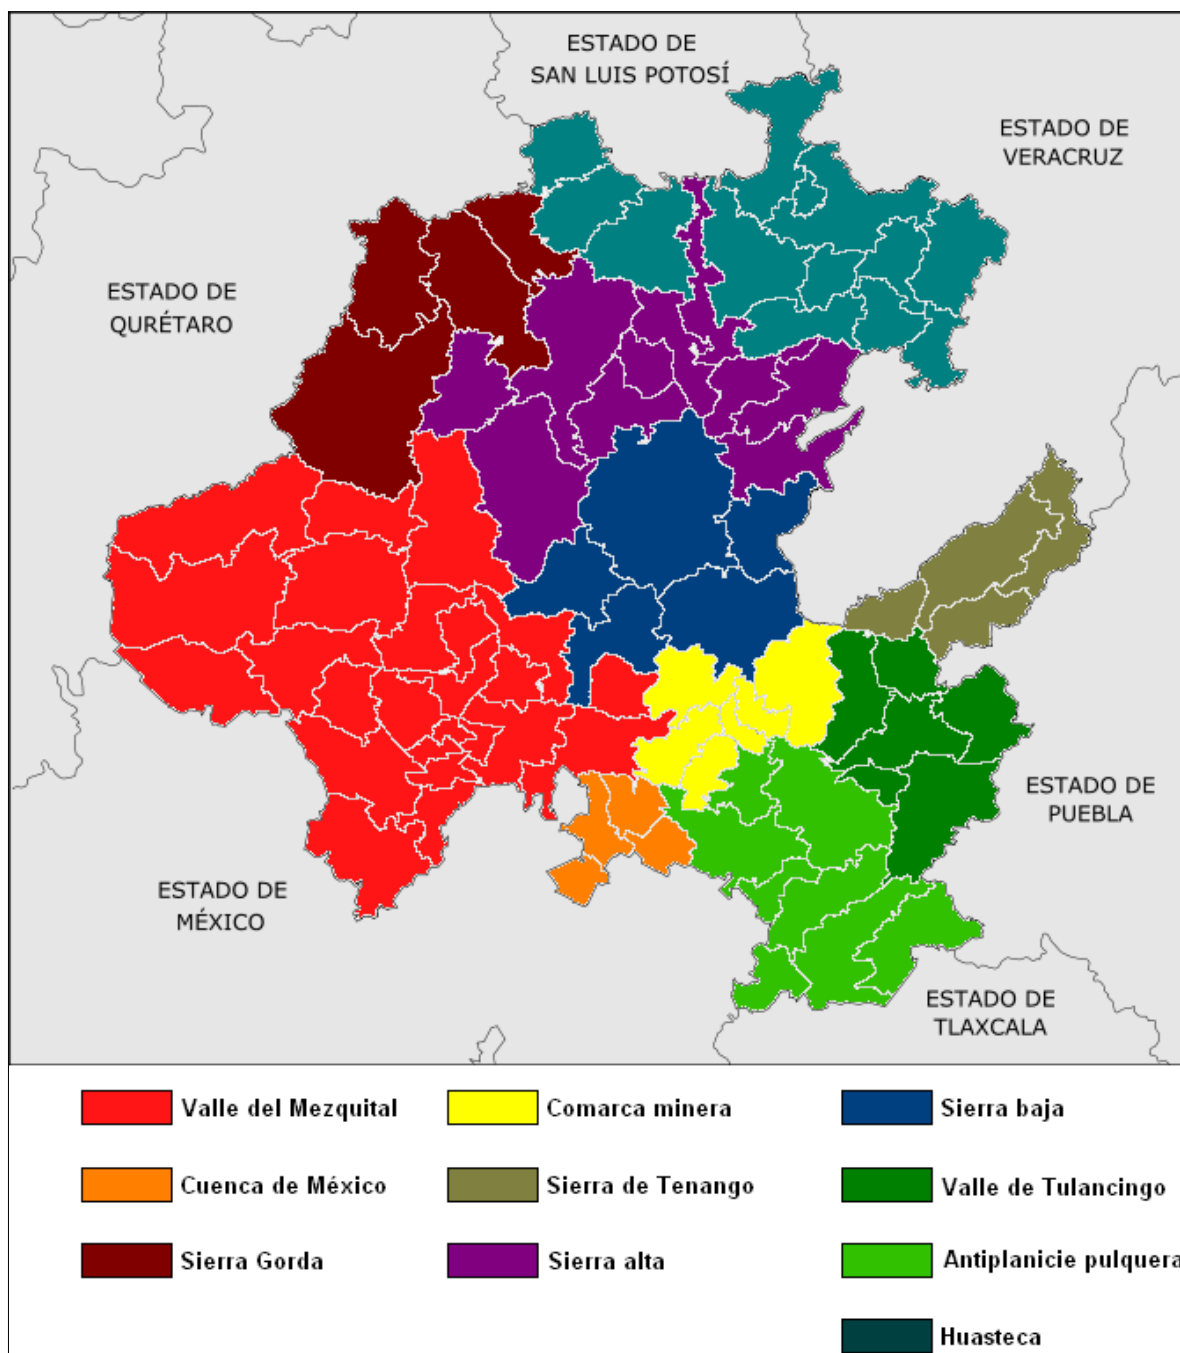 ESTADO DE
SAN LUIS POTOSÍ
ESTADO DE
VERACRUZ
ESTADO DE
QURÉTARO
ESTADO DE
PUEBLA
ESTADO DE
MÉXICO
ESTADO DE
TLAXCALA
Valle del Mezquital
Comarca minera
Sierra baja
Cuenca de México
Sierra de Tenango
Valle de Tulancingo
Sierra Gorda
Sierra alta
Antiplanicie pulquera
Huasteca